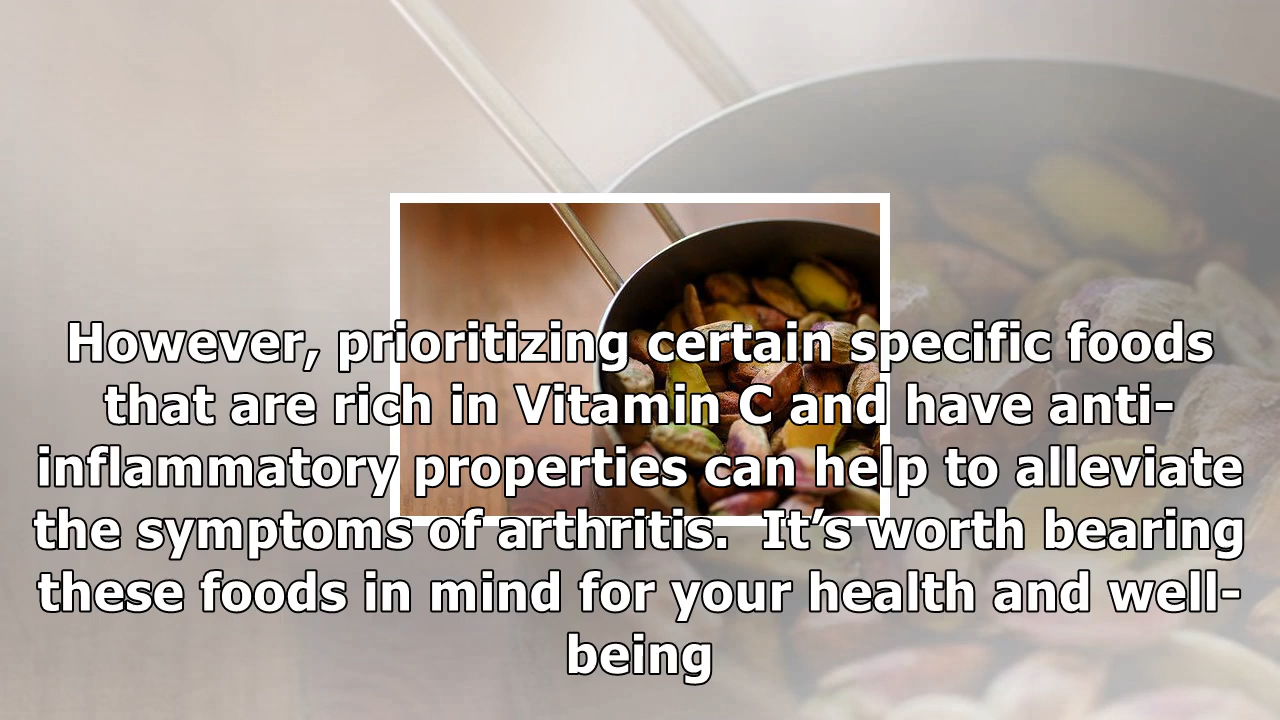 However, prioritizing certain specific foods
that are rich in Vitamin C and have anti-
inflammatory properties can help to alleviate
the symptoms of arthritis.  It’s worth bearing
these foods in mind for your health and well-
being